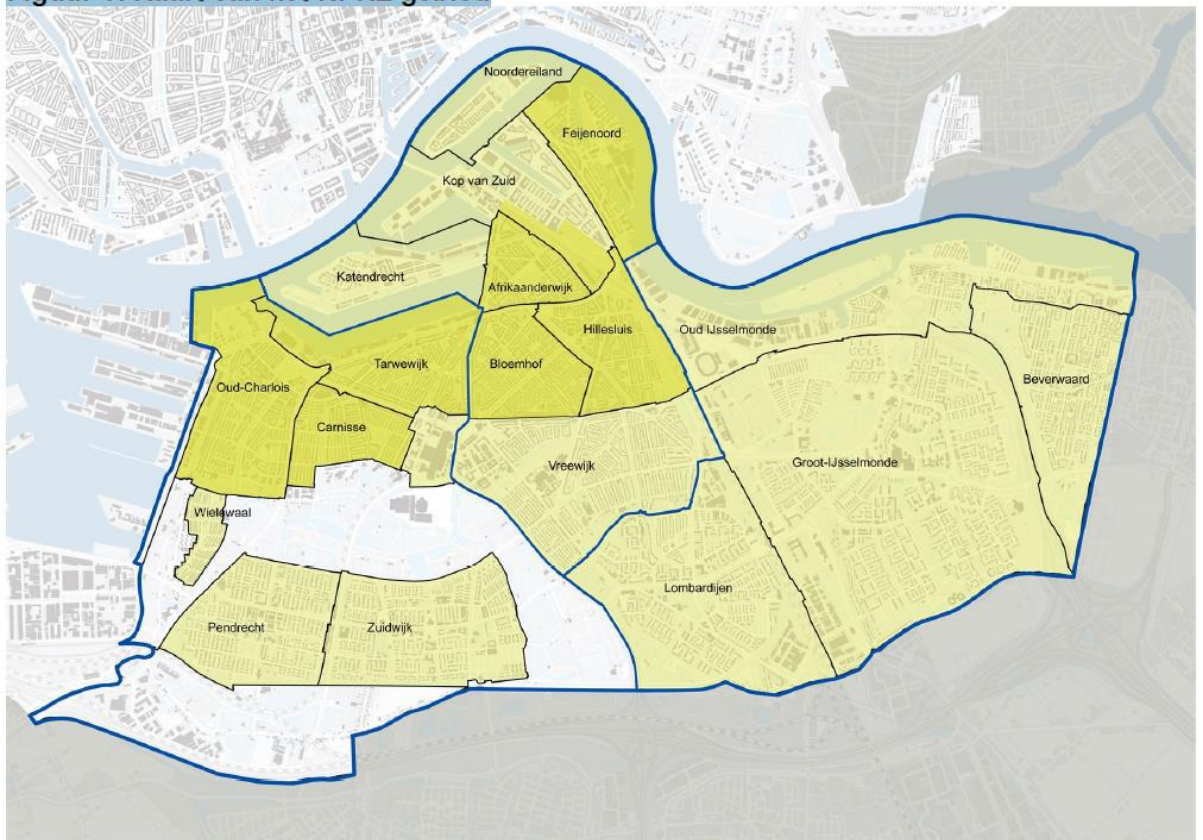 Noordereiland
Feijenoord
Kop van Zuid
Katendrecht
Afrikaanderwijk
Hillesluis
Oud IJsselmonde
Tarwewijk
Bloemhof
Beverwaard
Oud-Charlois
Carnisse
Groot-IJsselmonde
Vreewijk
Wielewaal
Lombardijen
Pendrecht
Zuidwijk